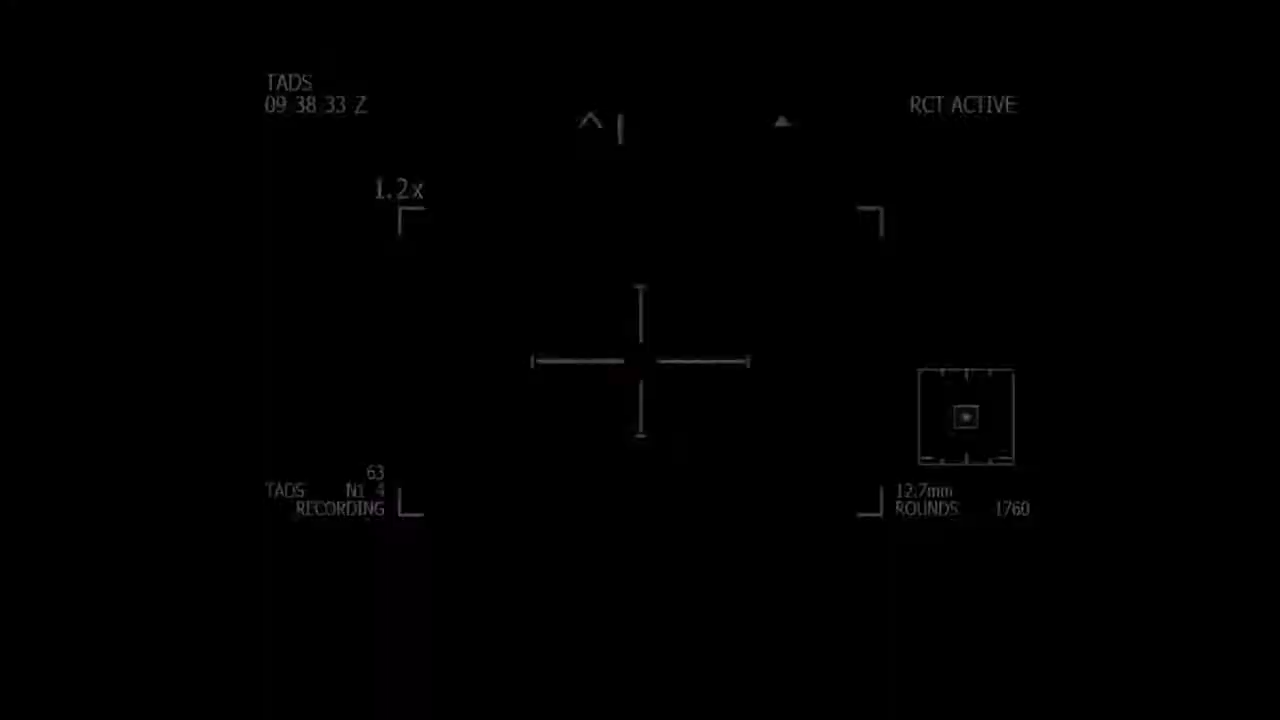 TADS
09 38 33 Z
RCT ACTIVE
1.2x
63
TADS N1 4
RECORDING
12.7mm
ROUNDS 1760